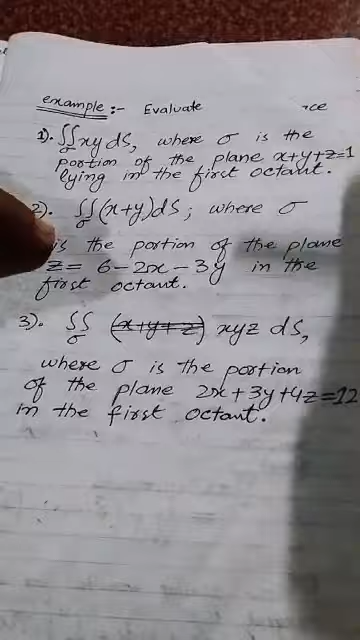 example :- Evaluate
1). ∬σ xy dS, where σ is the
portion of the plane x+y+z=1
lying in the first octant.
2). ∬σ (x+y)dS; where σ
is the portion of the plane
z = 6-2x-3y in the
first octant.
3). ∬σ (x+y+z) xyz dS,
where σ is the portion
of the plane 2x+3y+4z=12
in the first octant.